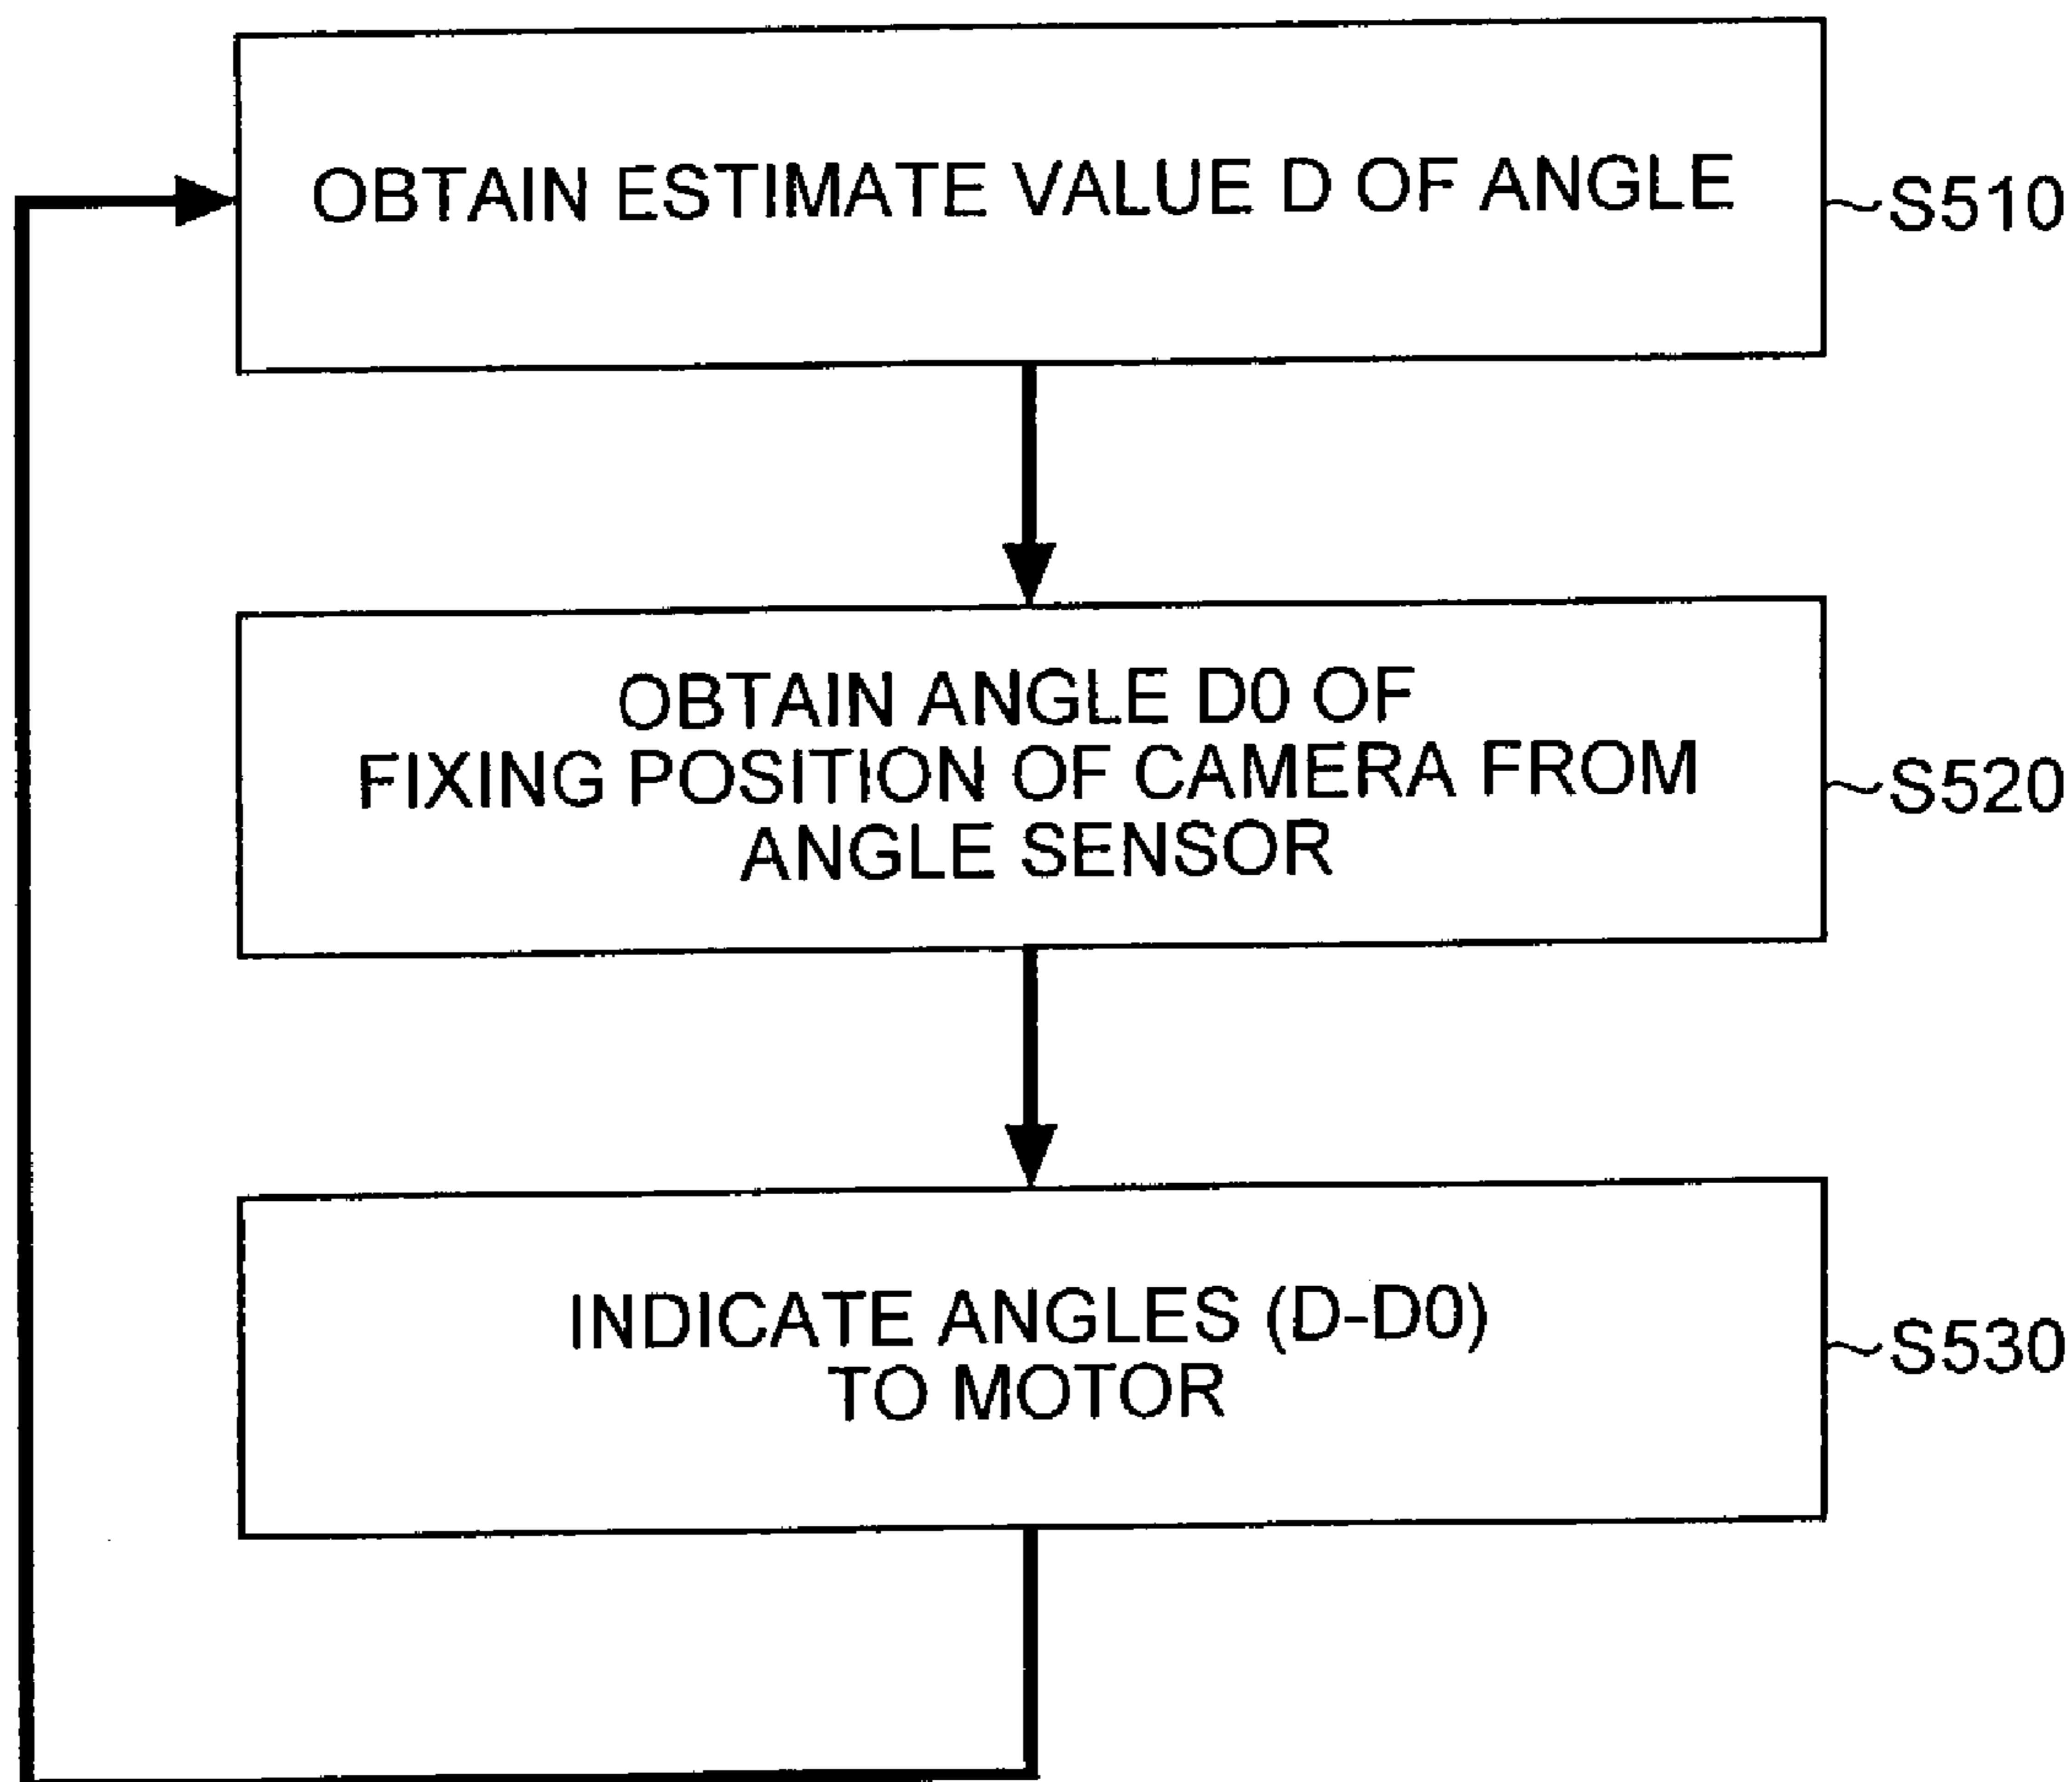 OBTAIN ESTIMATE VALUE D OF ANGLE
S510
OBTAIN ANGLE D0 OF
FIXING POSITION OF CAMERA FROM
ANGLE SENSOR
S520
INDICATE ANGLES (D-D0)
TO MOTOR
S530